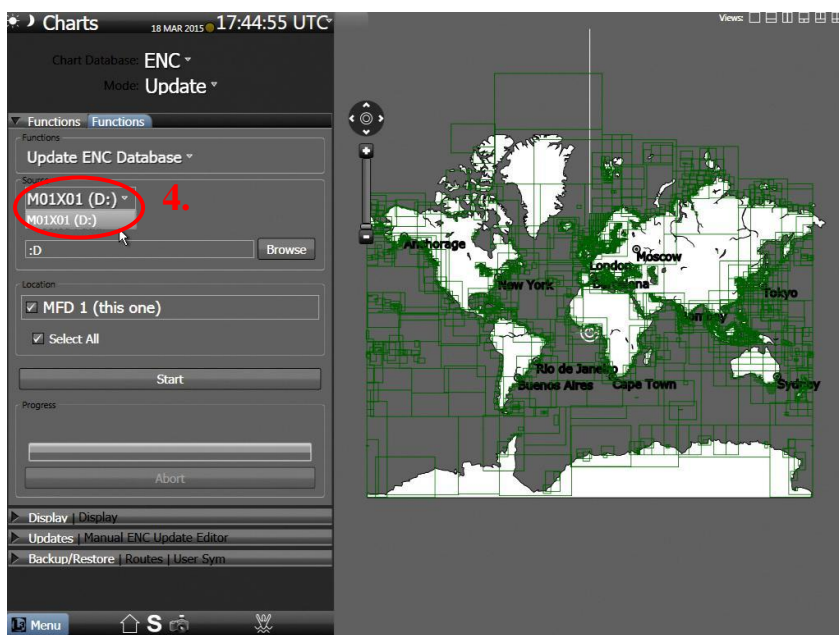 Charts 18 MAR 2015 17:44:55 UTC
Chart Database: ENC
Mode: Update
Functions Functions
Functions
Update ENC Database
Source
M01X01 (D:) 4.
M01X01 (D:)
:D Browse
Location
MFD 1 (this one)
Select All
Start
Progress
Abort
Display | Display
Updates | Manual ENC Update Editor
Backup/Restore | Routes | User Sym
Menu S
Views:
Anchorage
Moscow
London
New York
Tokyo
Rio de Janeiro
Buenos Aires Cape Town Sydney